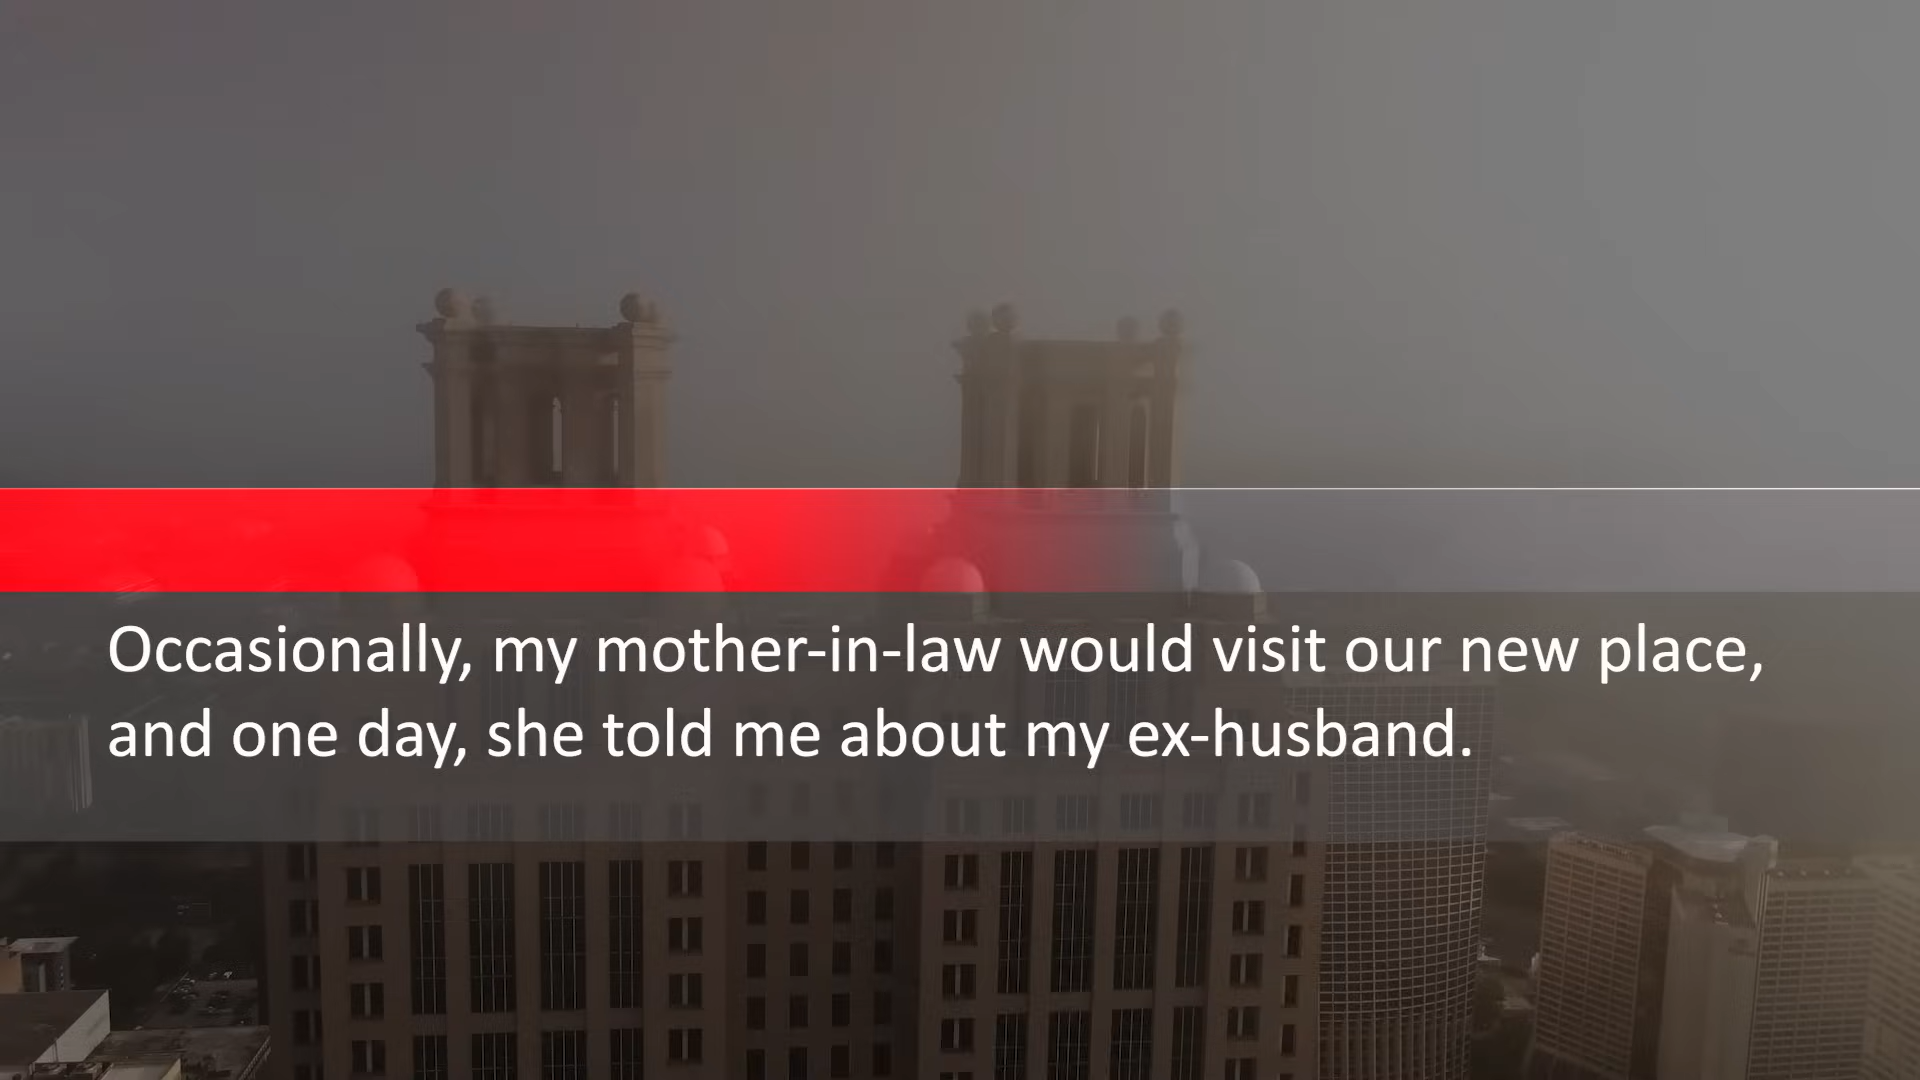 Occasionally, my mother-in-law would visit our new place,
and one day, she told me about my ex-husband.